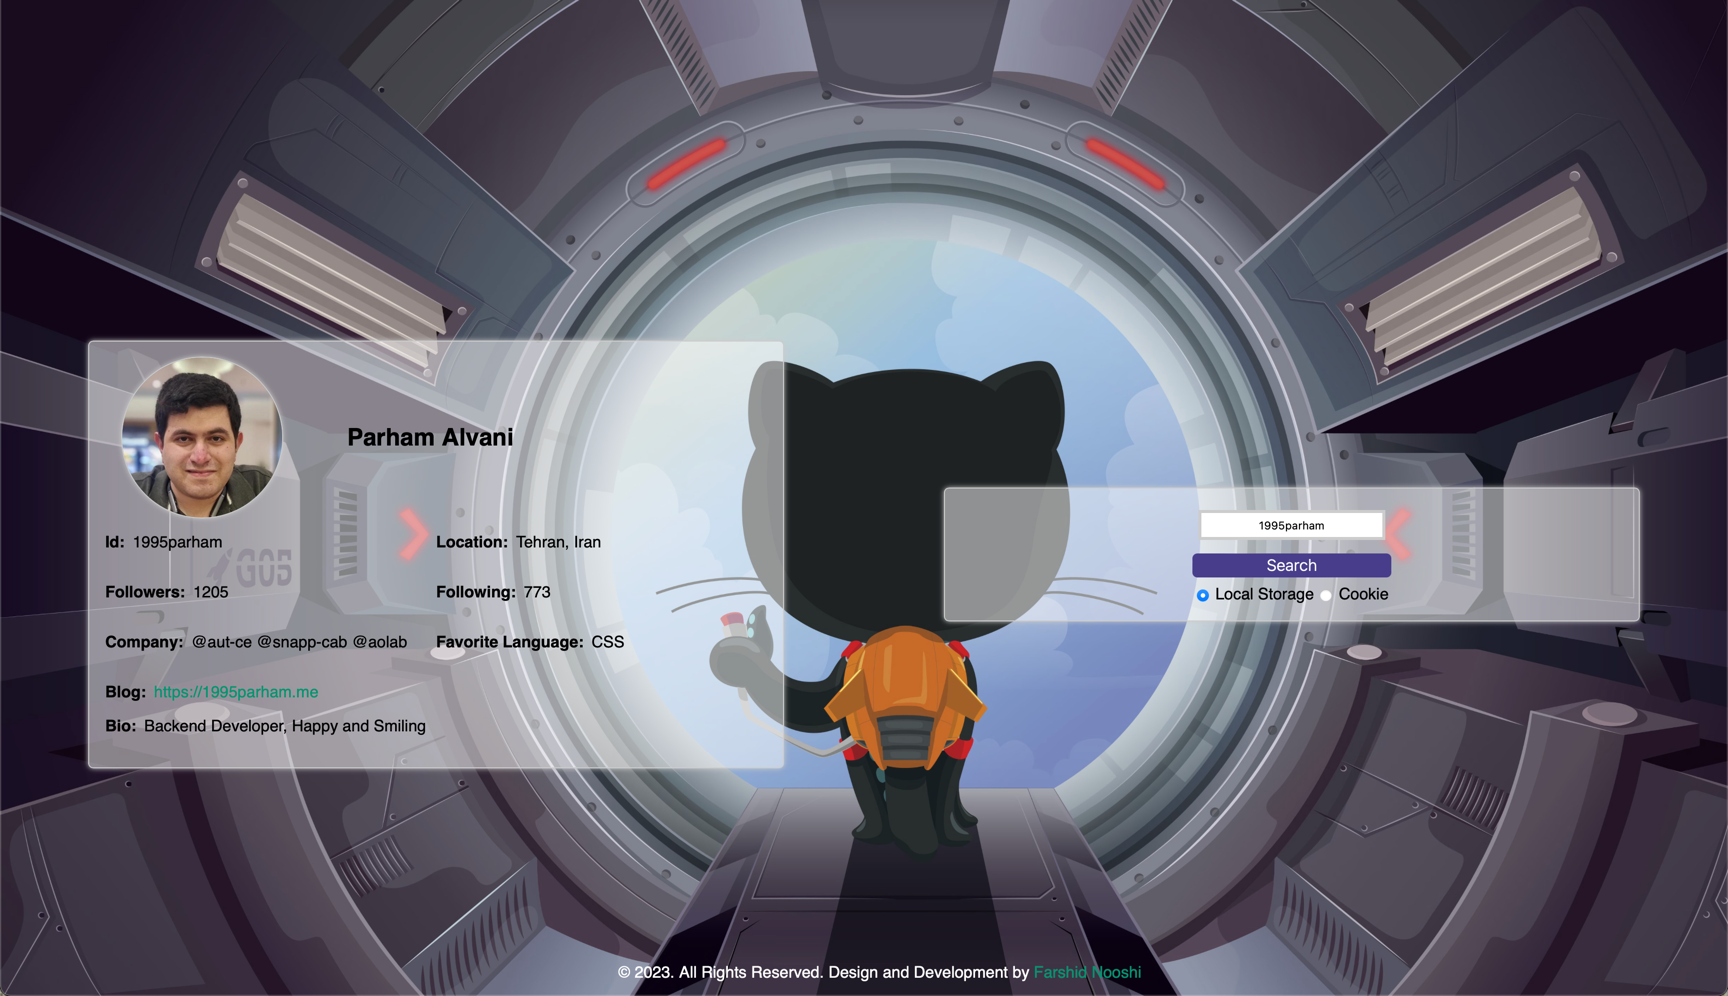 Parham Alvani
Id: 1995parham
Location: Tehran, Iran
G05
Followers: 1205
Following: 773
Company: @aut-ce @snapp-cab @aolab
Favorite Language: CSS
Blog: https://1995parham.me
Bio: Backend Developer, Happy and Smiling
1995parham
Search
Local Storage Cookie
© 2023. All Rights Reserved. Design and Development by Farshid Nooshi